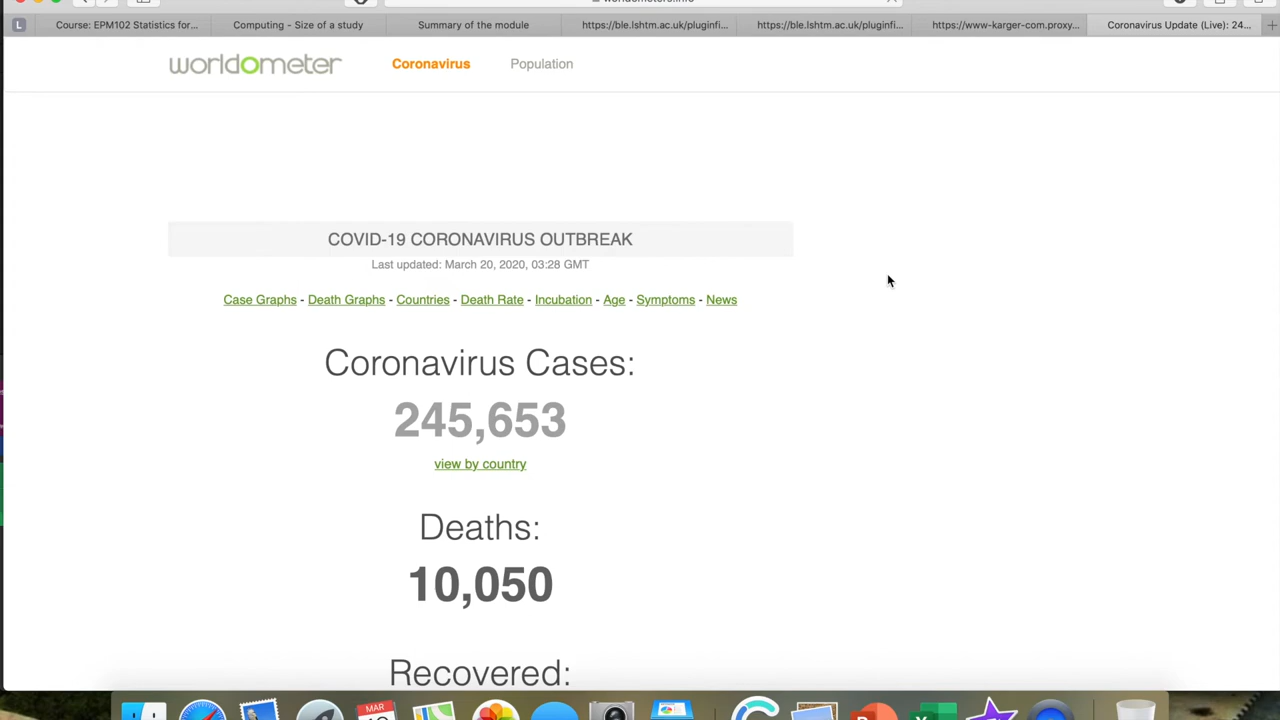 L Course: EPM102 Statistics for... Computing - Size of a study Summary of the module https://ble.lshtm.ac.uk/pluginfi... https://ble.lshtm.ac.uk/pluginfi... https://www-karger-com.proxy... Coronavirus Update (Live): 24...
worldometer Coronavirus Population
COVID-19 CORONAVIRUS OUTBREAK
Last updated: March 20, 2020, 03:28 GMT
Case Graphs - Death Graphs - Countries - Death Rate - Incubation - Age - Symptoms - News
Coronavirus Cases:
245,653
view by country
Deaths:
10,050
Recovered:
MAR